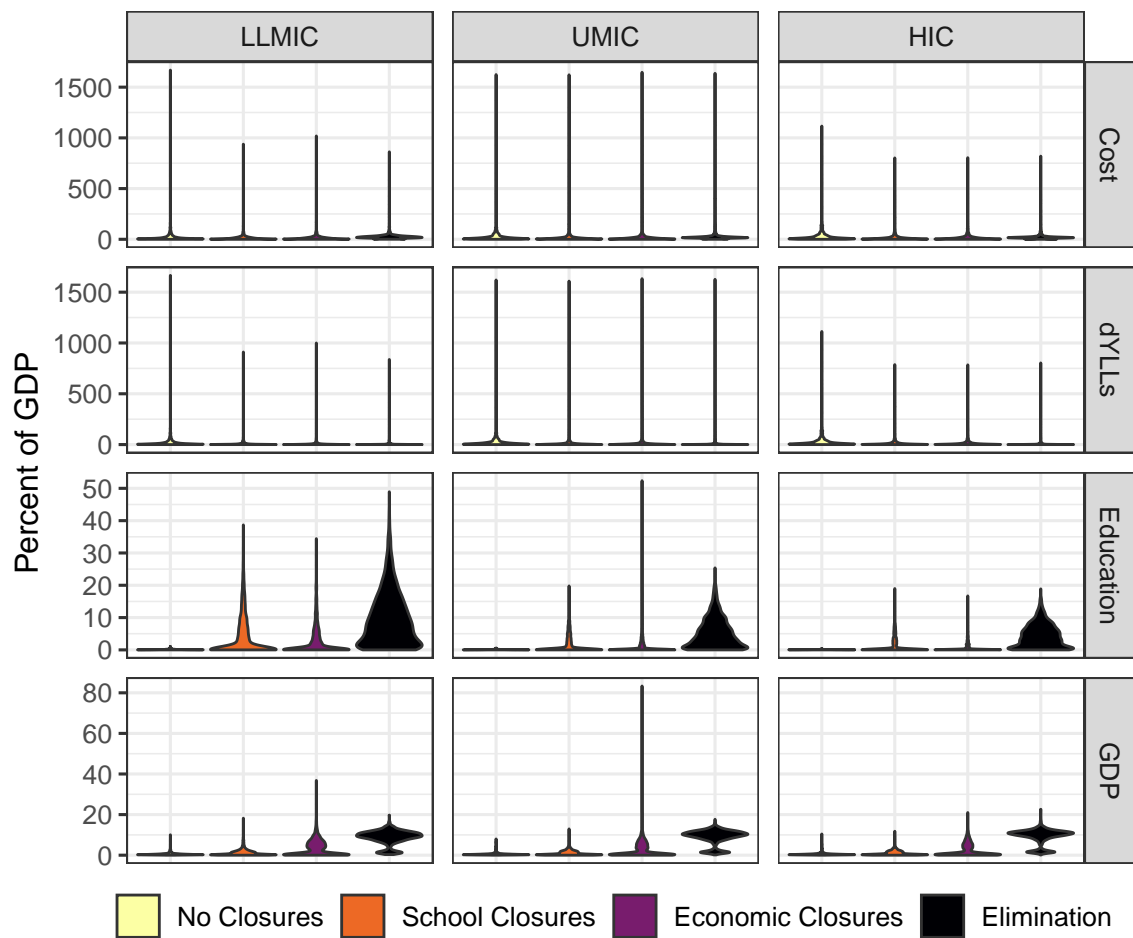 LLMIC UMIC HIC
1500
1000
500
0
Cost
1500
1000
500
0
dYLLs
50
40
30
20
10
0
Education
80
60
40
20
0
GDP
Percent of GDP
No Closures School Closures Economic Closures Elimination